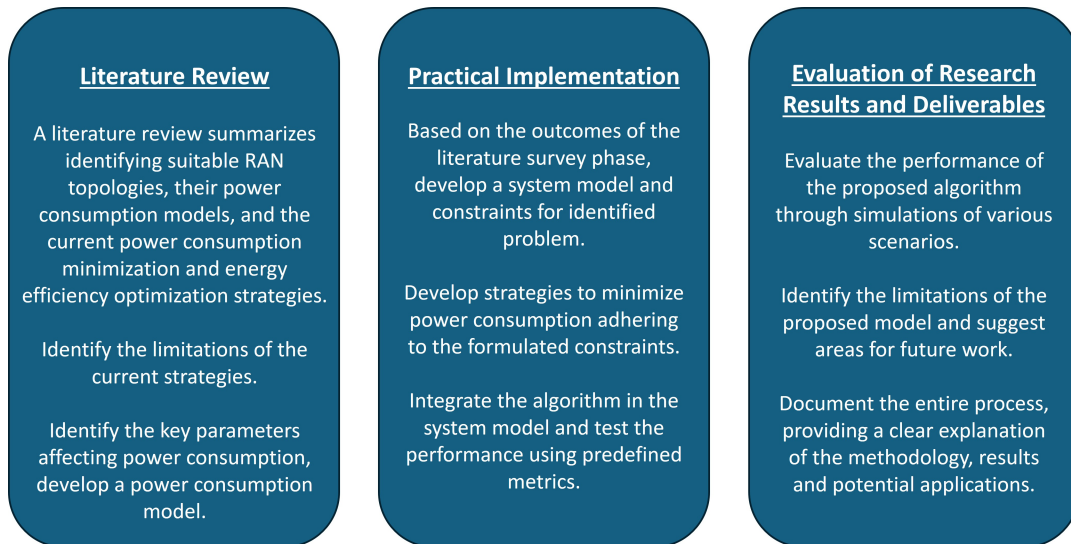 Literature Review
A literature review summarizes
identifying suitable RAN
topologies, their power
consumption models, and the
current power consumption
minimization and energy
efficiency optimization strategies.
Identify the limitations of the
current strategies.
Identify the key parameters
affecting power consumption,
develop a power consumption
model.
Practical Implementation
Based on the outcomes of the
literature survey phase,
develop a system model and
constraints for identified
problem.
Develop strategies to minimize
power consumption adhering
to the formulated constraints.
Integrate the algorithm in the
system model and test the
performance using predefined
metrics.
Evaluation of Research
Results and Deliverables
Evaluate the performance of
the proposed algorithm
through simulations of various
scenarios.
Identify the limitations of the
proposed model and suggest
areas for future work.
Document the entire process,
providing a clear explanation
of the methodology, results
and potential applications.